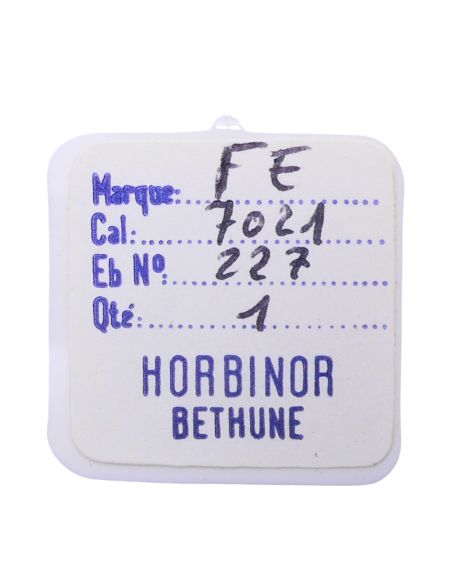 Marque: FE
Cal: 7021
Eb Nº: 227
Qté: 1
HORBINOR
BETHUNE